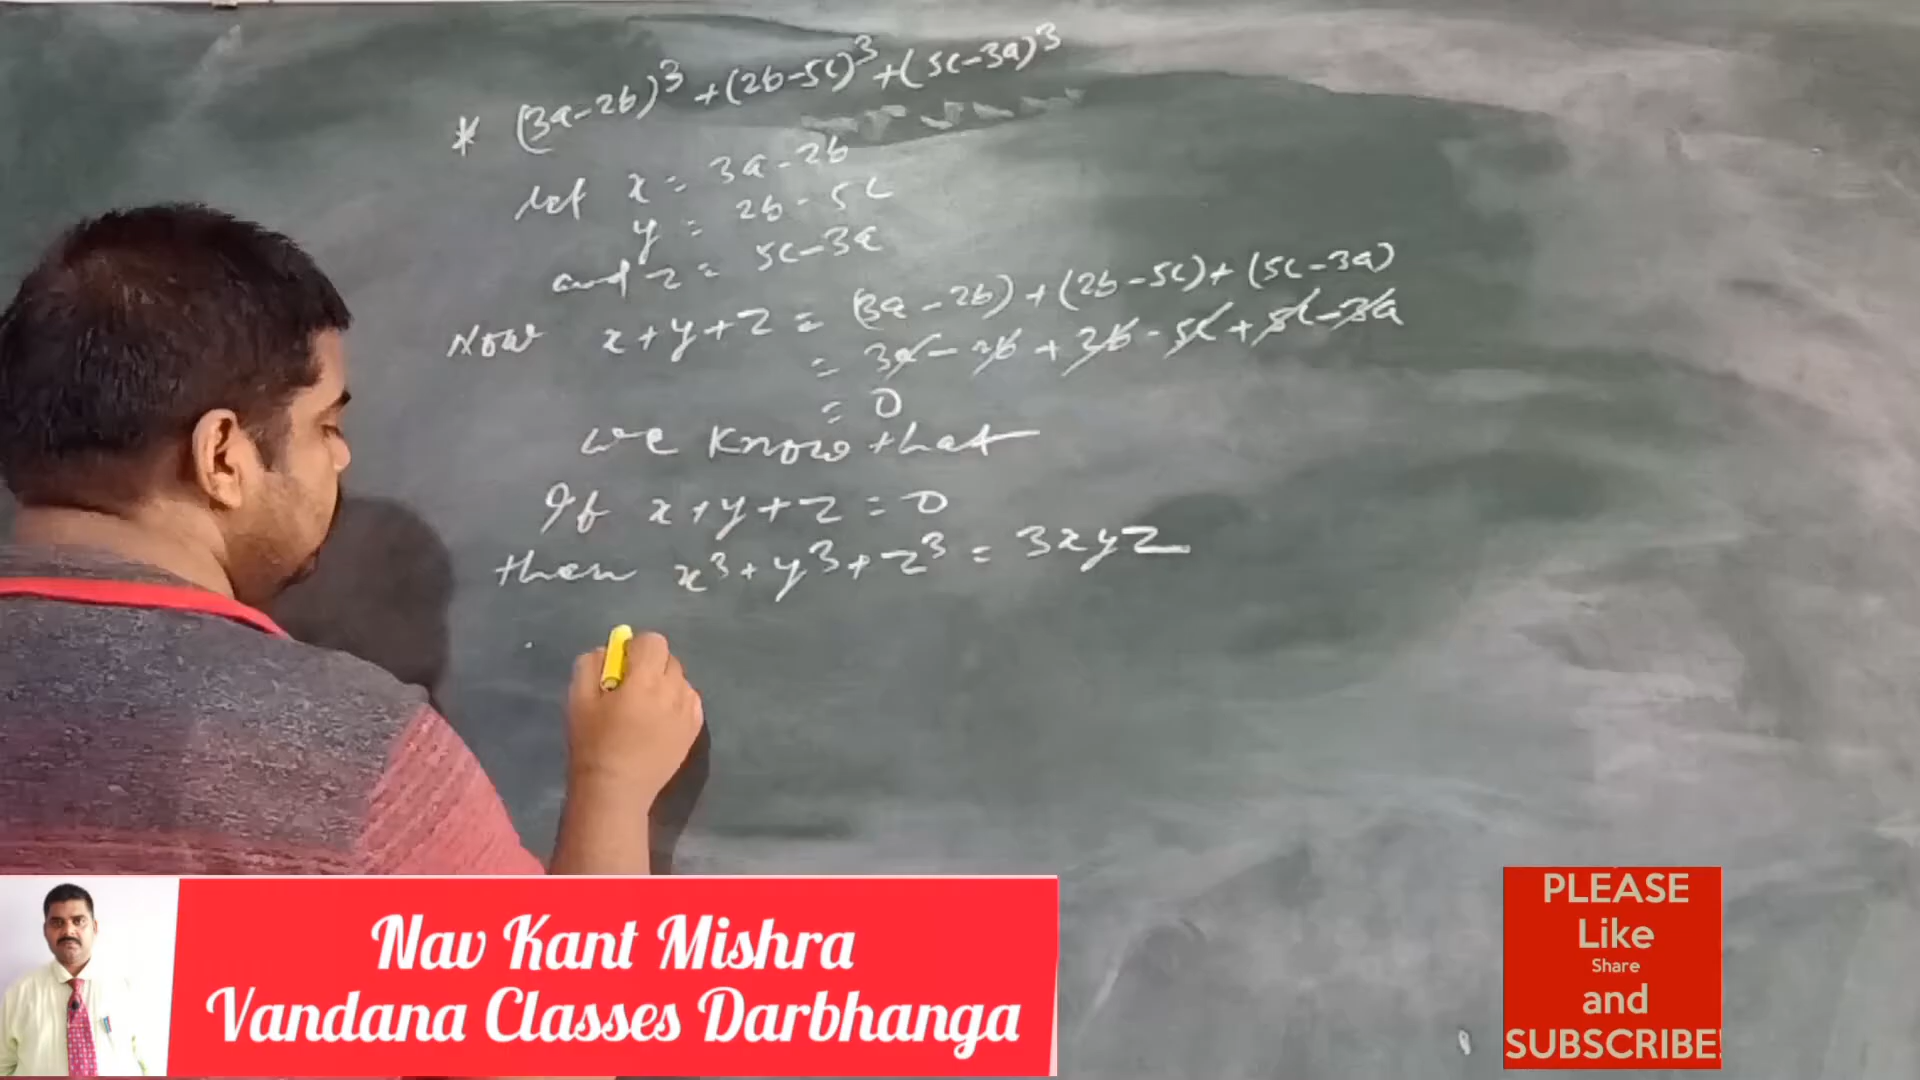 * (3a-2b)³ + (2b-5c)³ + (5c-3a)³
let x = 3a-2b
y = 2b-5c
and z = 5c-3a
Now x+y+z = (3a-2b) + (2b-5c) + (5c-3a)
= 3a - 2b + 2b - 5c + 5c - 3a
= 0
we know that
If x+y+z = 0
then x³+y³+z³ = 3xyz
Nav Kant Mishra
Vandana Classes Darbhanga
PLEASE
Like
Share
and
SUBSCRIBE!